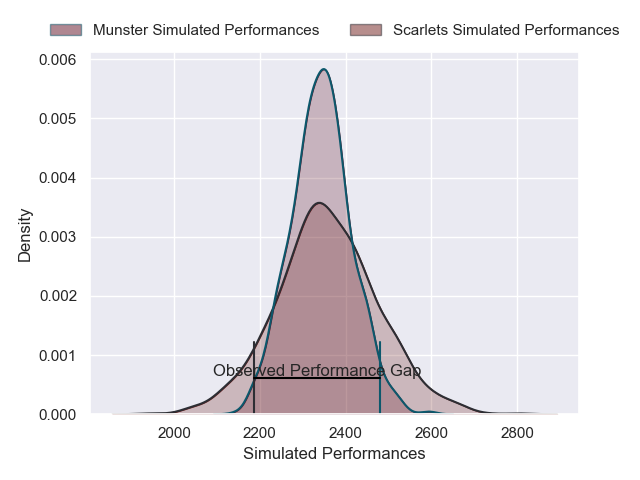 Munster Simulated Performances
Scarlets Simulated Performances
0.006
0.005
0.004
0.003
0.002
0.001
0.000
Density
Observed Performance Gap
2000
2200
2400
2600
2800
Simulated Performances